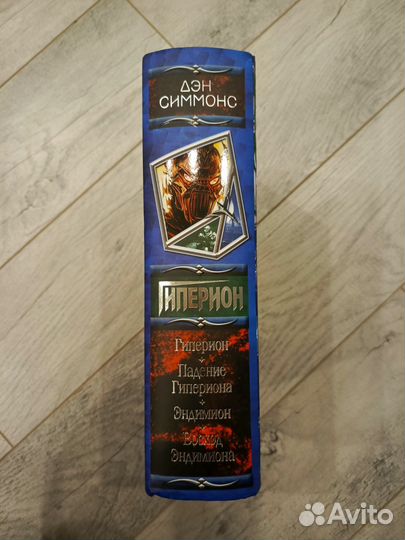 ДЭН
СИММОНС
ГИПЕРИОН
Гиперион
Падение
Гипериона
Эндимион
Восход
Эндимиона
Avito